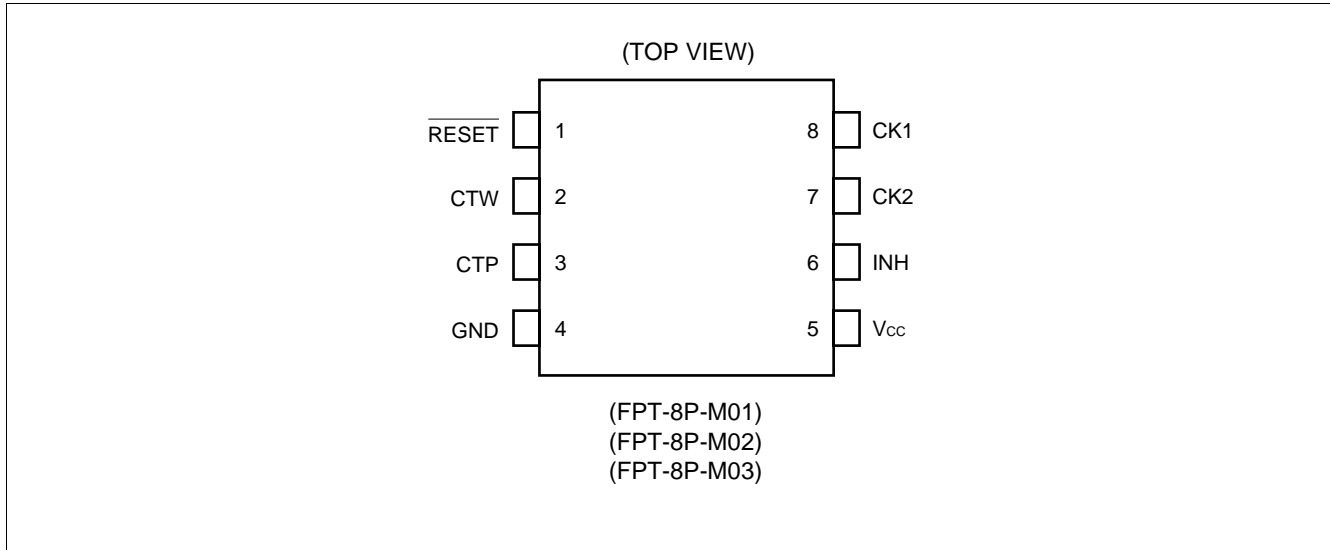 (TOP VIEW)
RESET 1 8 CK1
CTW 2 7 CK2
CTP 3 6 INH
GND 4 5 Vcc
(FPT-8P-M01)
(FPT-8P-M02)
(FPT-8P-M03)